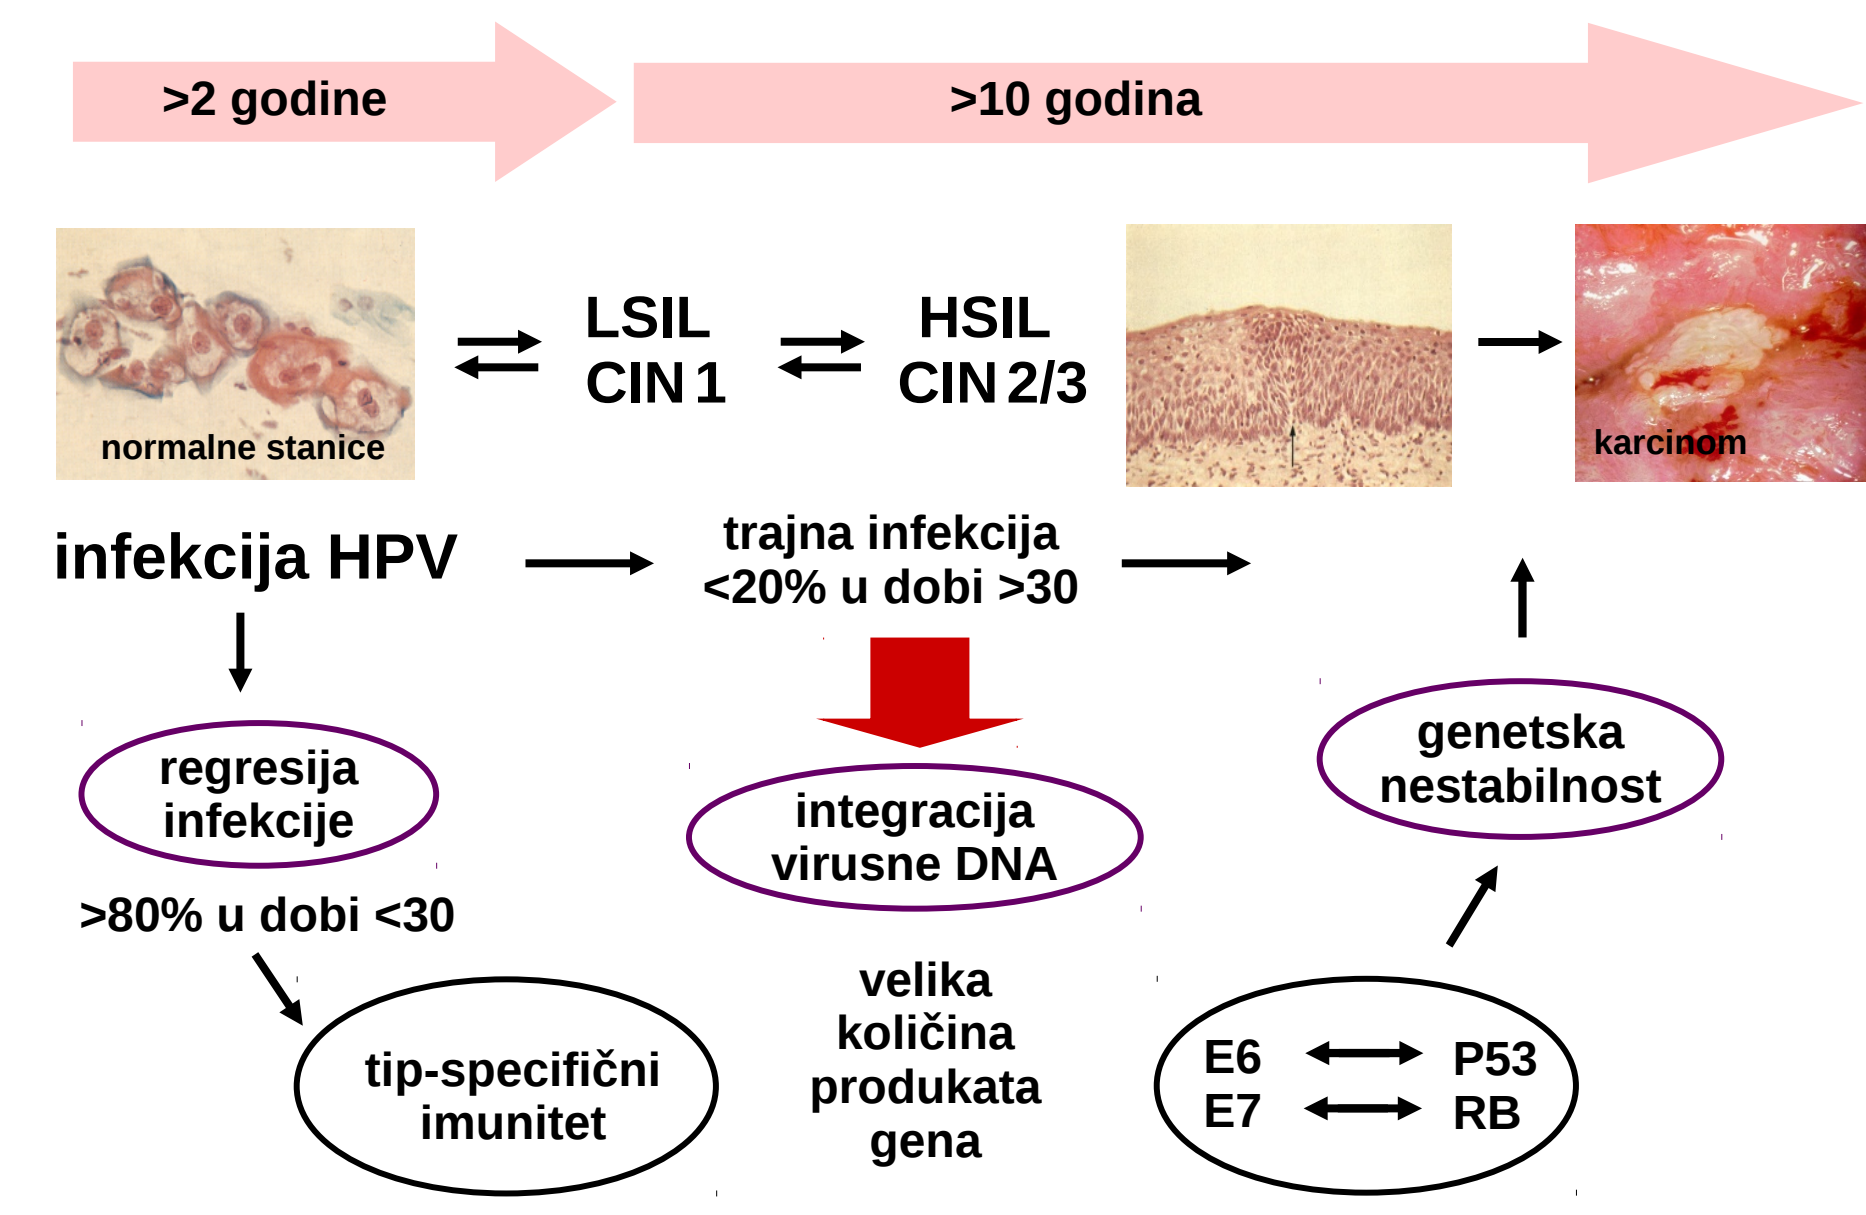 >2 godine
>10 godina
LSIL
CIN 1
HSIL
CIN 2/3
normalne stanice
karcinom
infekcija HPV
trajna infekcija
<20% u dobi >30
regresija
infekcije
>80% u dobi <30
tip-specifični
imunitet
integracija
virusne DNA
velika
količina
produkata
gena
genetska
nestabilnost
E6
P53
E7
RB